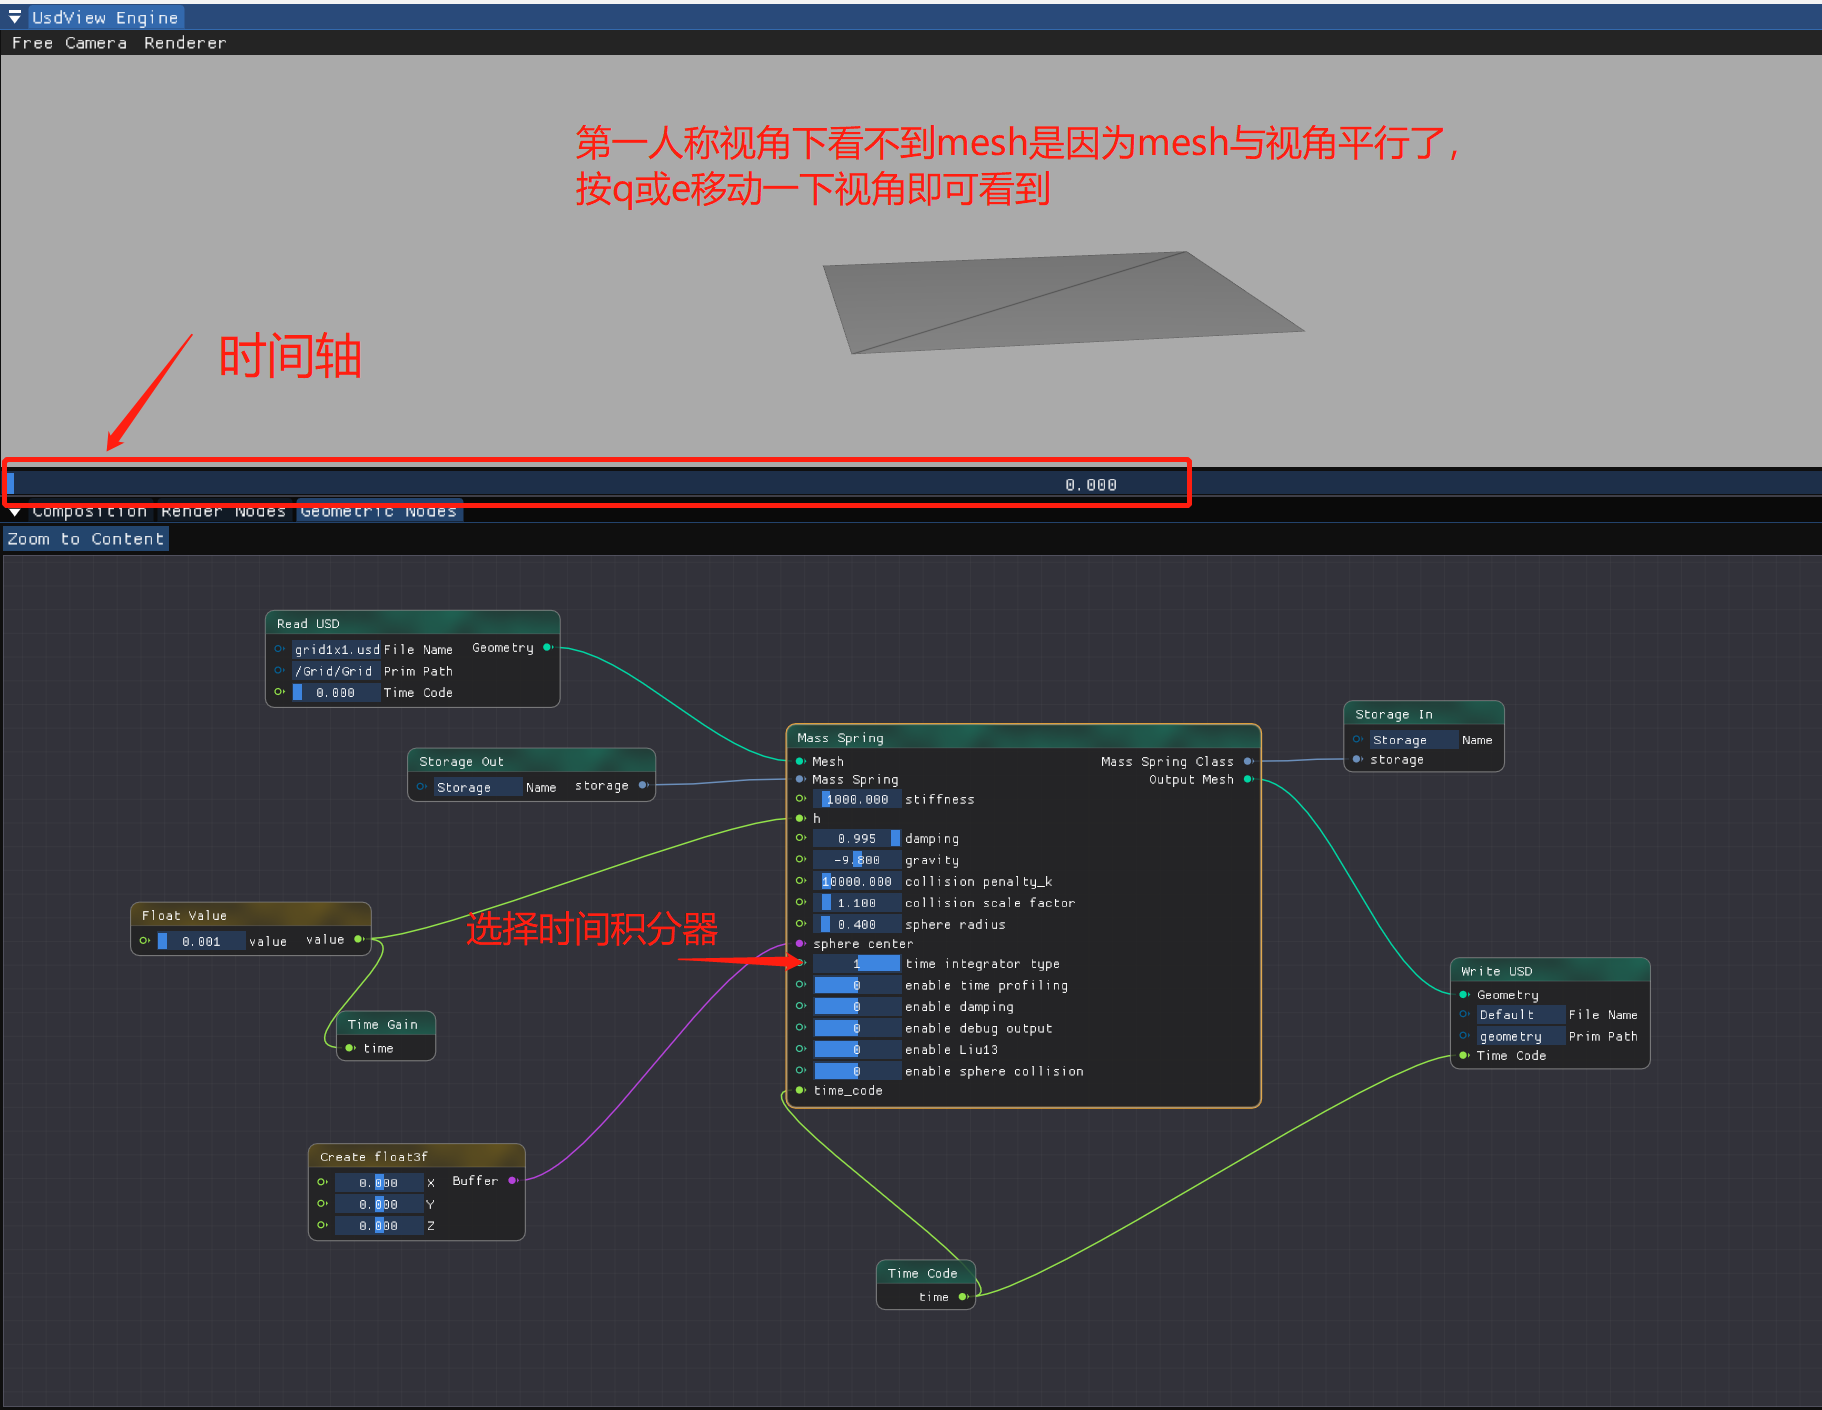 UsdView Engine
Free Camera Renderer
第一人称视角下看不到mesh是因为mesh与视角平行了，
按q或e移动一下视角即可看到
时间轴
0.000
Composition Render Nodes Geometric Nodes
Zoom to Content
Read USD
grid1x1.usd File Name Geometry
/Grid/Grid Prim Path
0.000 Time Code
Storage Out
Storage Name storage
Float Value
0.001 value value
Time Gain
time
Create float3f
0.000 X Buffer
0.000 Y
0.000 Z
选择时间积分器
Mass Spring
Mesh Mass Spring Class
Mass Spring Output Mesh
1000.000 stiffness
h
0.995 damping
-9.800 gravity
10000.000 collision penalty_k
1.100 collision scale factor
0.400 sphere radius
sphere center
1 time integrator type
0 enable time profiling
0 enable damping
0 enable debug output
0 enable Liu13
0 enable sphere collision
time_code
Time Code
time
Storage In
Storage Name
storage
Write USD
Geometry
Default File Name
geometry Prim Path
Time Code